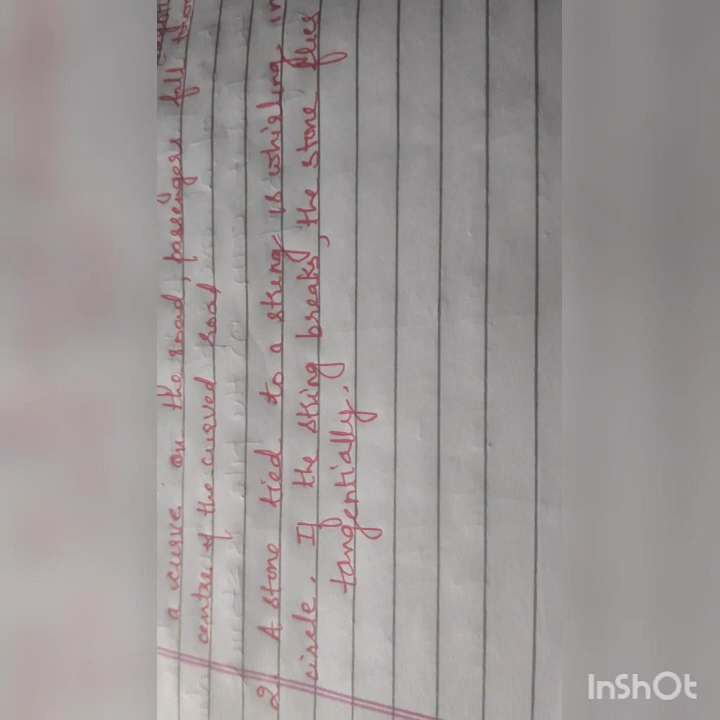 a curve on the road, passengers fall
centre of the curved road
2. A stone tied to a string is whirling in
circle. If the string breaks, the stone flies
tangentially.
InShOt